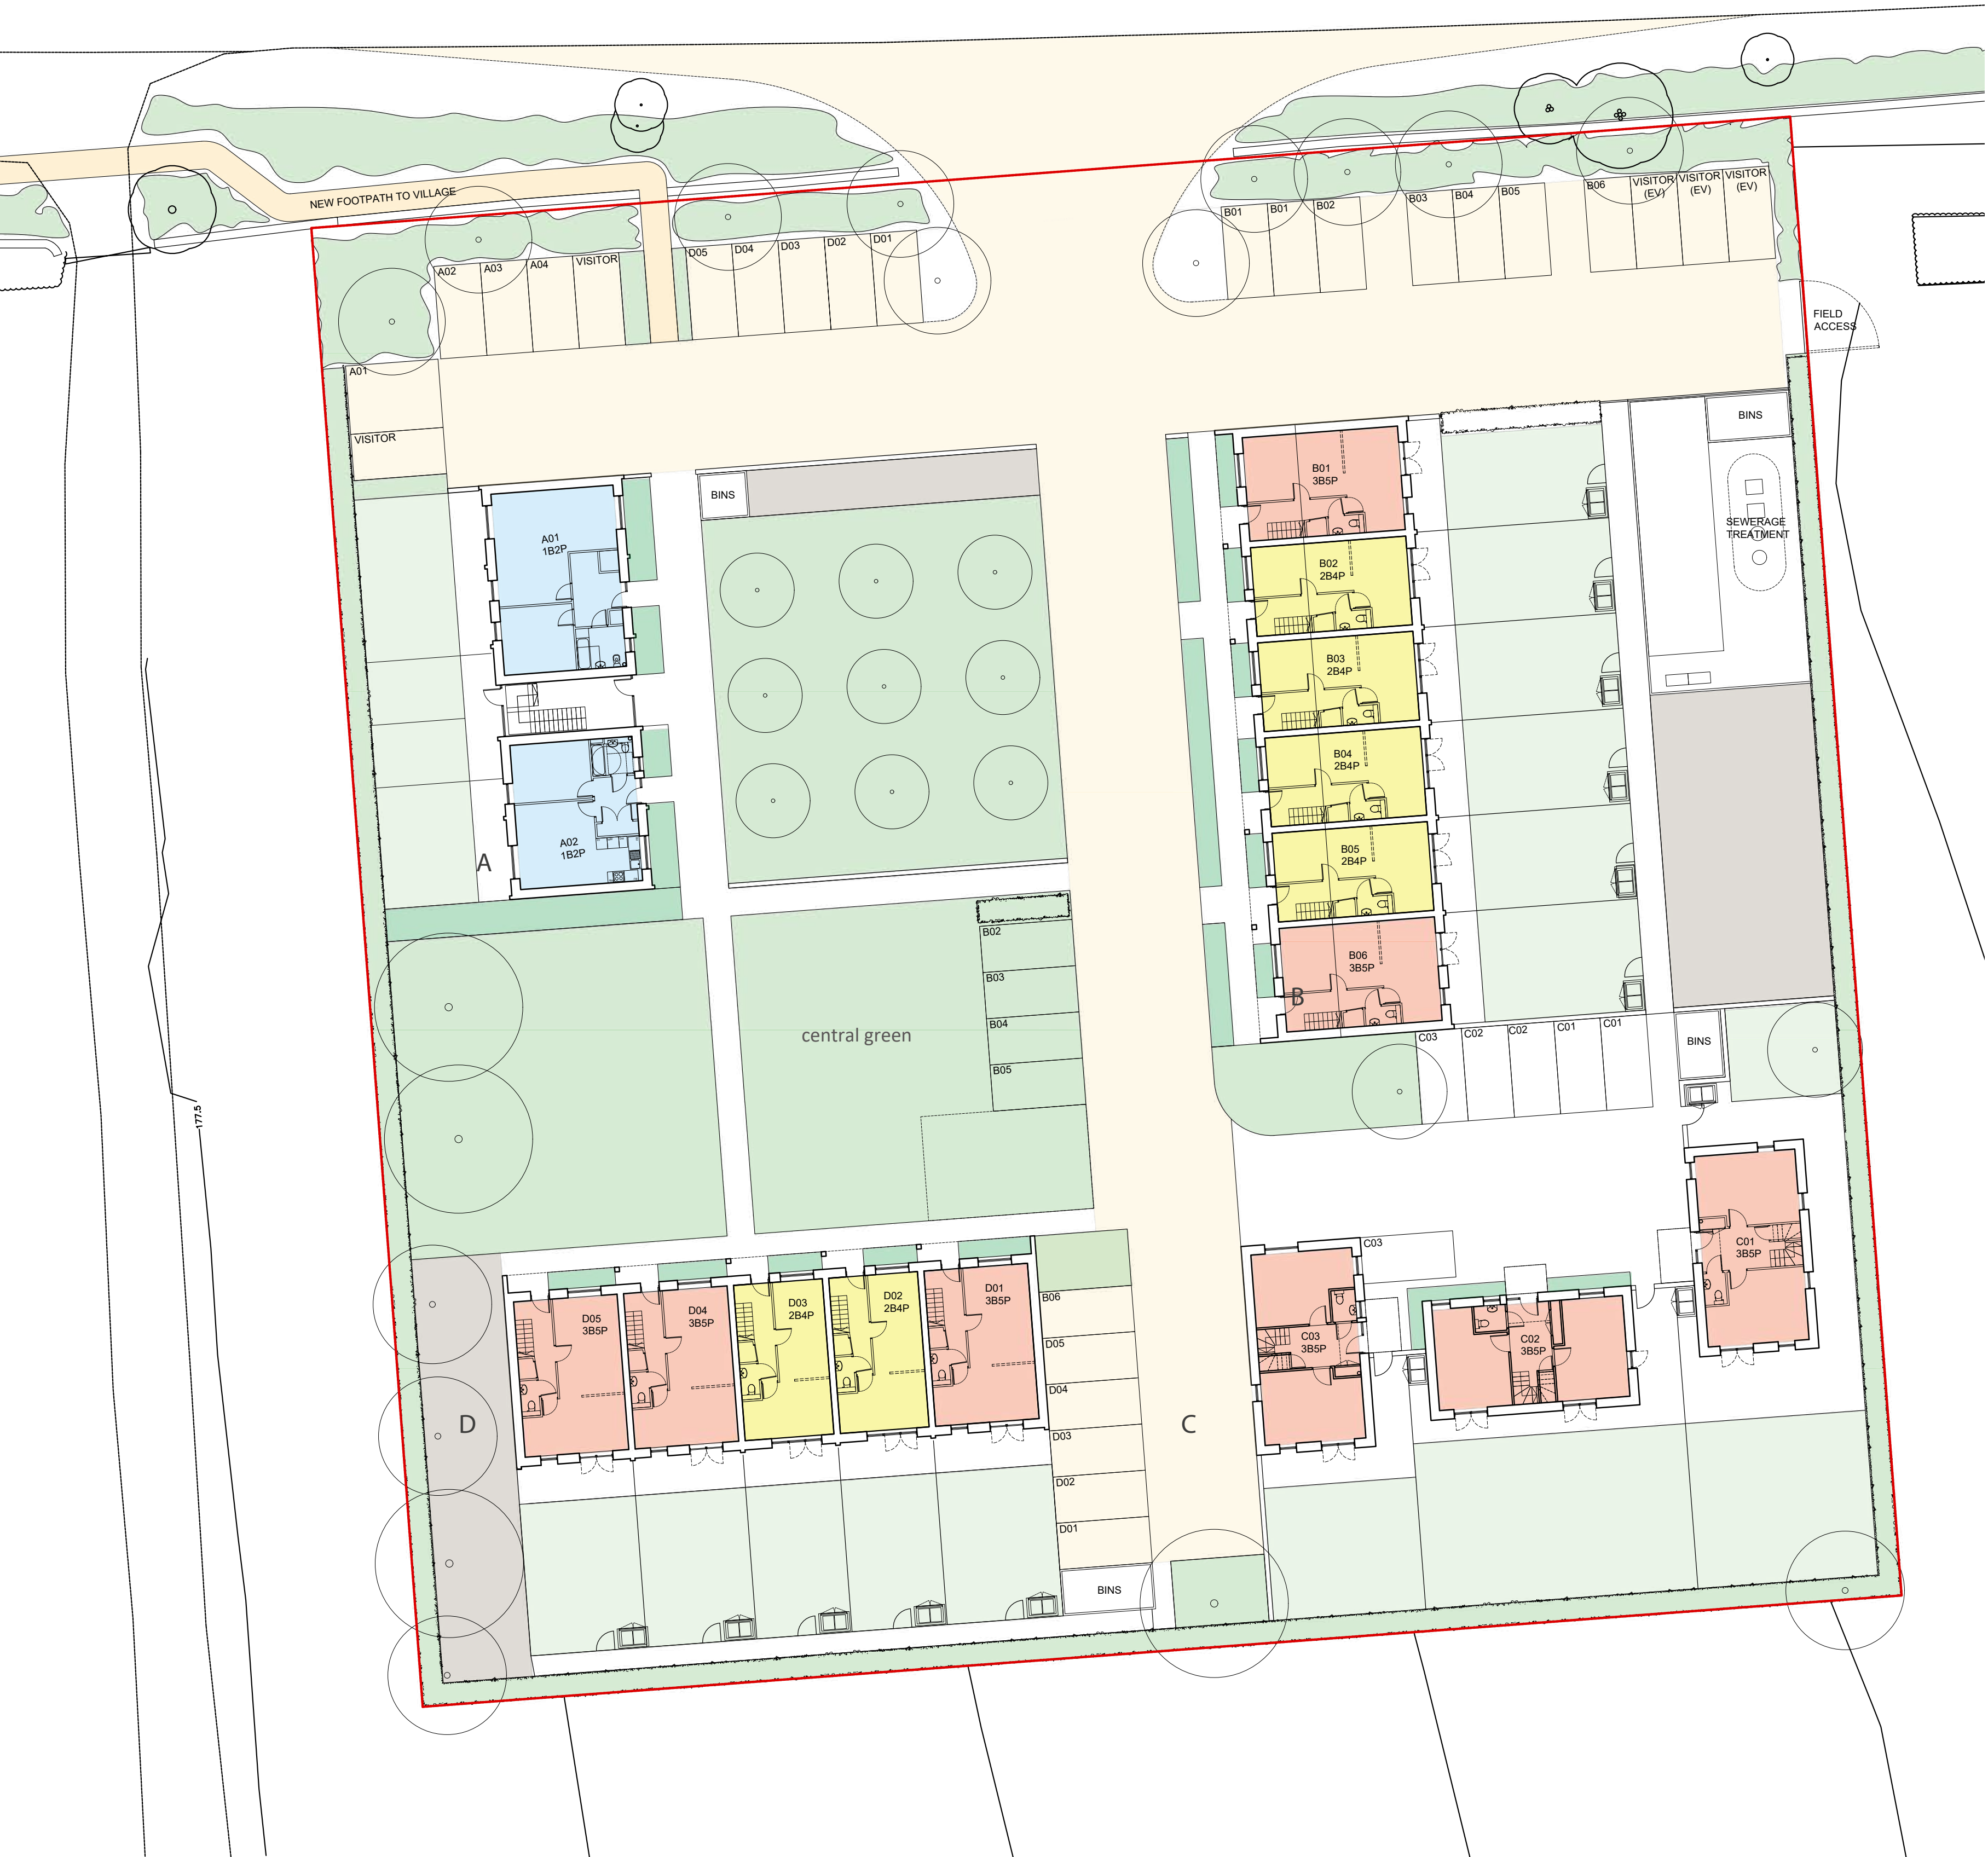 NEW FOOTPATH TO VILLAGE
A02
A03
A04
VISITOR
D05
D04
D03
D02
D01
B01
B01
B02
B03
B04
B05
B06
VISITOR
(EV)
VISITOR
(EV)
VISITOR
(EV)
FIELD
ACCESS
A01
VISITOR
BINS
BINS
SEWERAGE
TREATMENT
A01
1B2P
A02
1B2P
A
B01
3B5P
B02
2B4P
B03
2B4P
B04
2B4P
B05
2B4P
B06
3B5P
B
B02
B03
B04
B05
central green
C03
C02
C02
C01
C01
BINS
177.5
C01
3B5P
C03
C03
3B5P
C02
3B5P
C
D05
3B5P
D04
3B5P
D03
2B4P
D02
2B4P
D01
3B5P
D
B06
D05
D04
D03
D02
D01
BINS